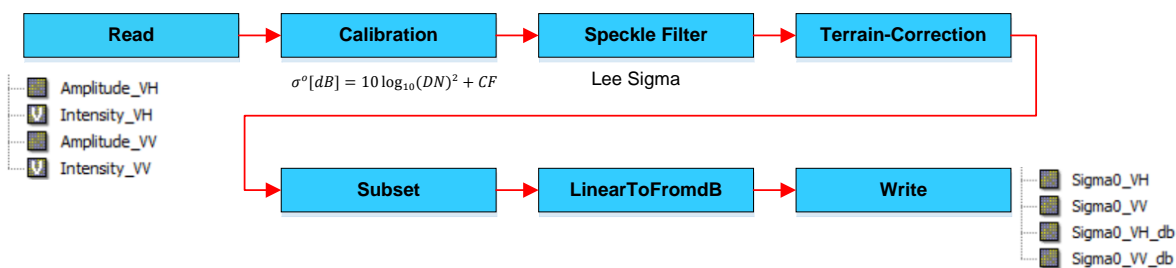 Read
Calibration
Speckle Filter
Terrain-Correction
Amplitude_VH
Intensity_VH
Amplitude_VV
Intensity_VV
σ^o[dB] = 10 log₁₀(DN)² + CF
Lee Sigma
Subset
LinearToFromdB
Write
Sigma0_VH
Sigma0_VV
Sigma0_VH_db
Sigma0_VV_db